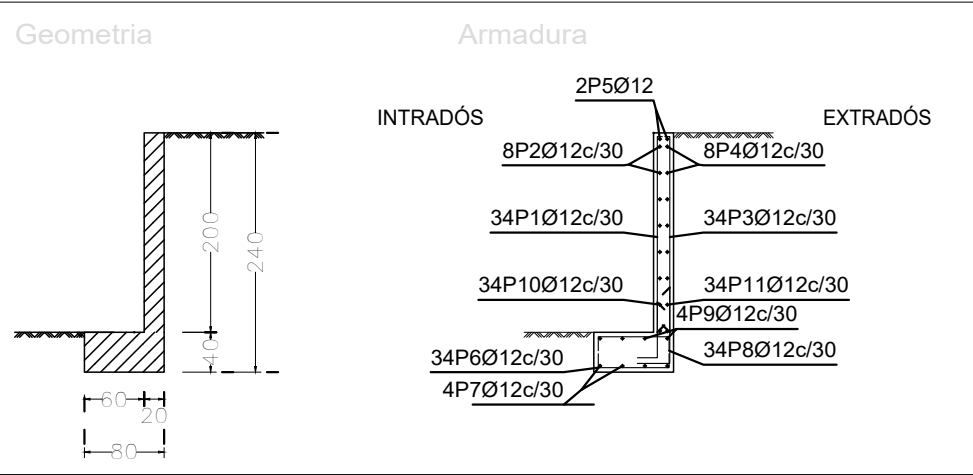 Geometria
200
240
40
60
20
80
Armadura
2P5Ø12
INTRADÓS
EXTRADÓS
8P2Ø12c/30
8P4Ø12c/30
34P1Ø12c/30
34P3Ø12c/30
34P10Ø12c/30
34P11Ø12c/30
4P9Ø12c/30
34P6Ø12c/30
34P8Ø12c/30
4P7Ø12c/30